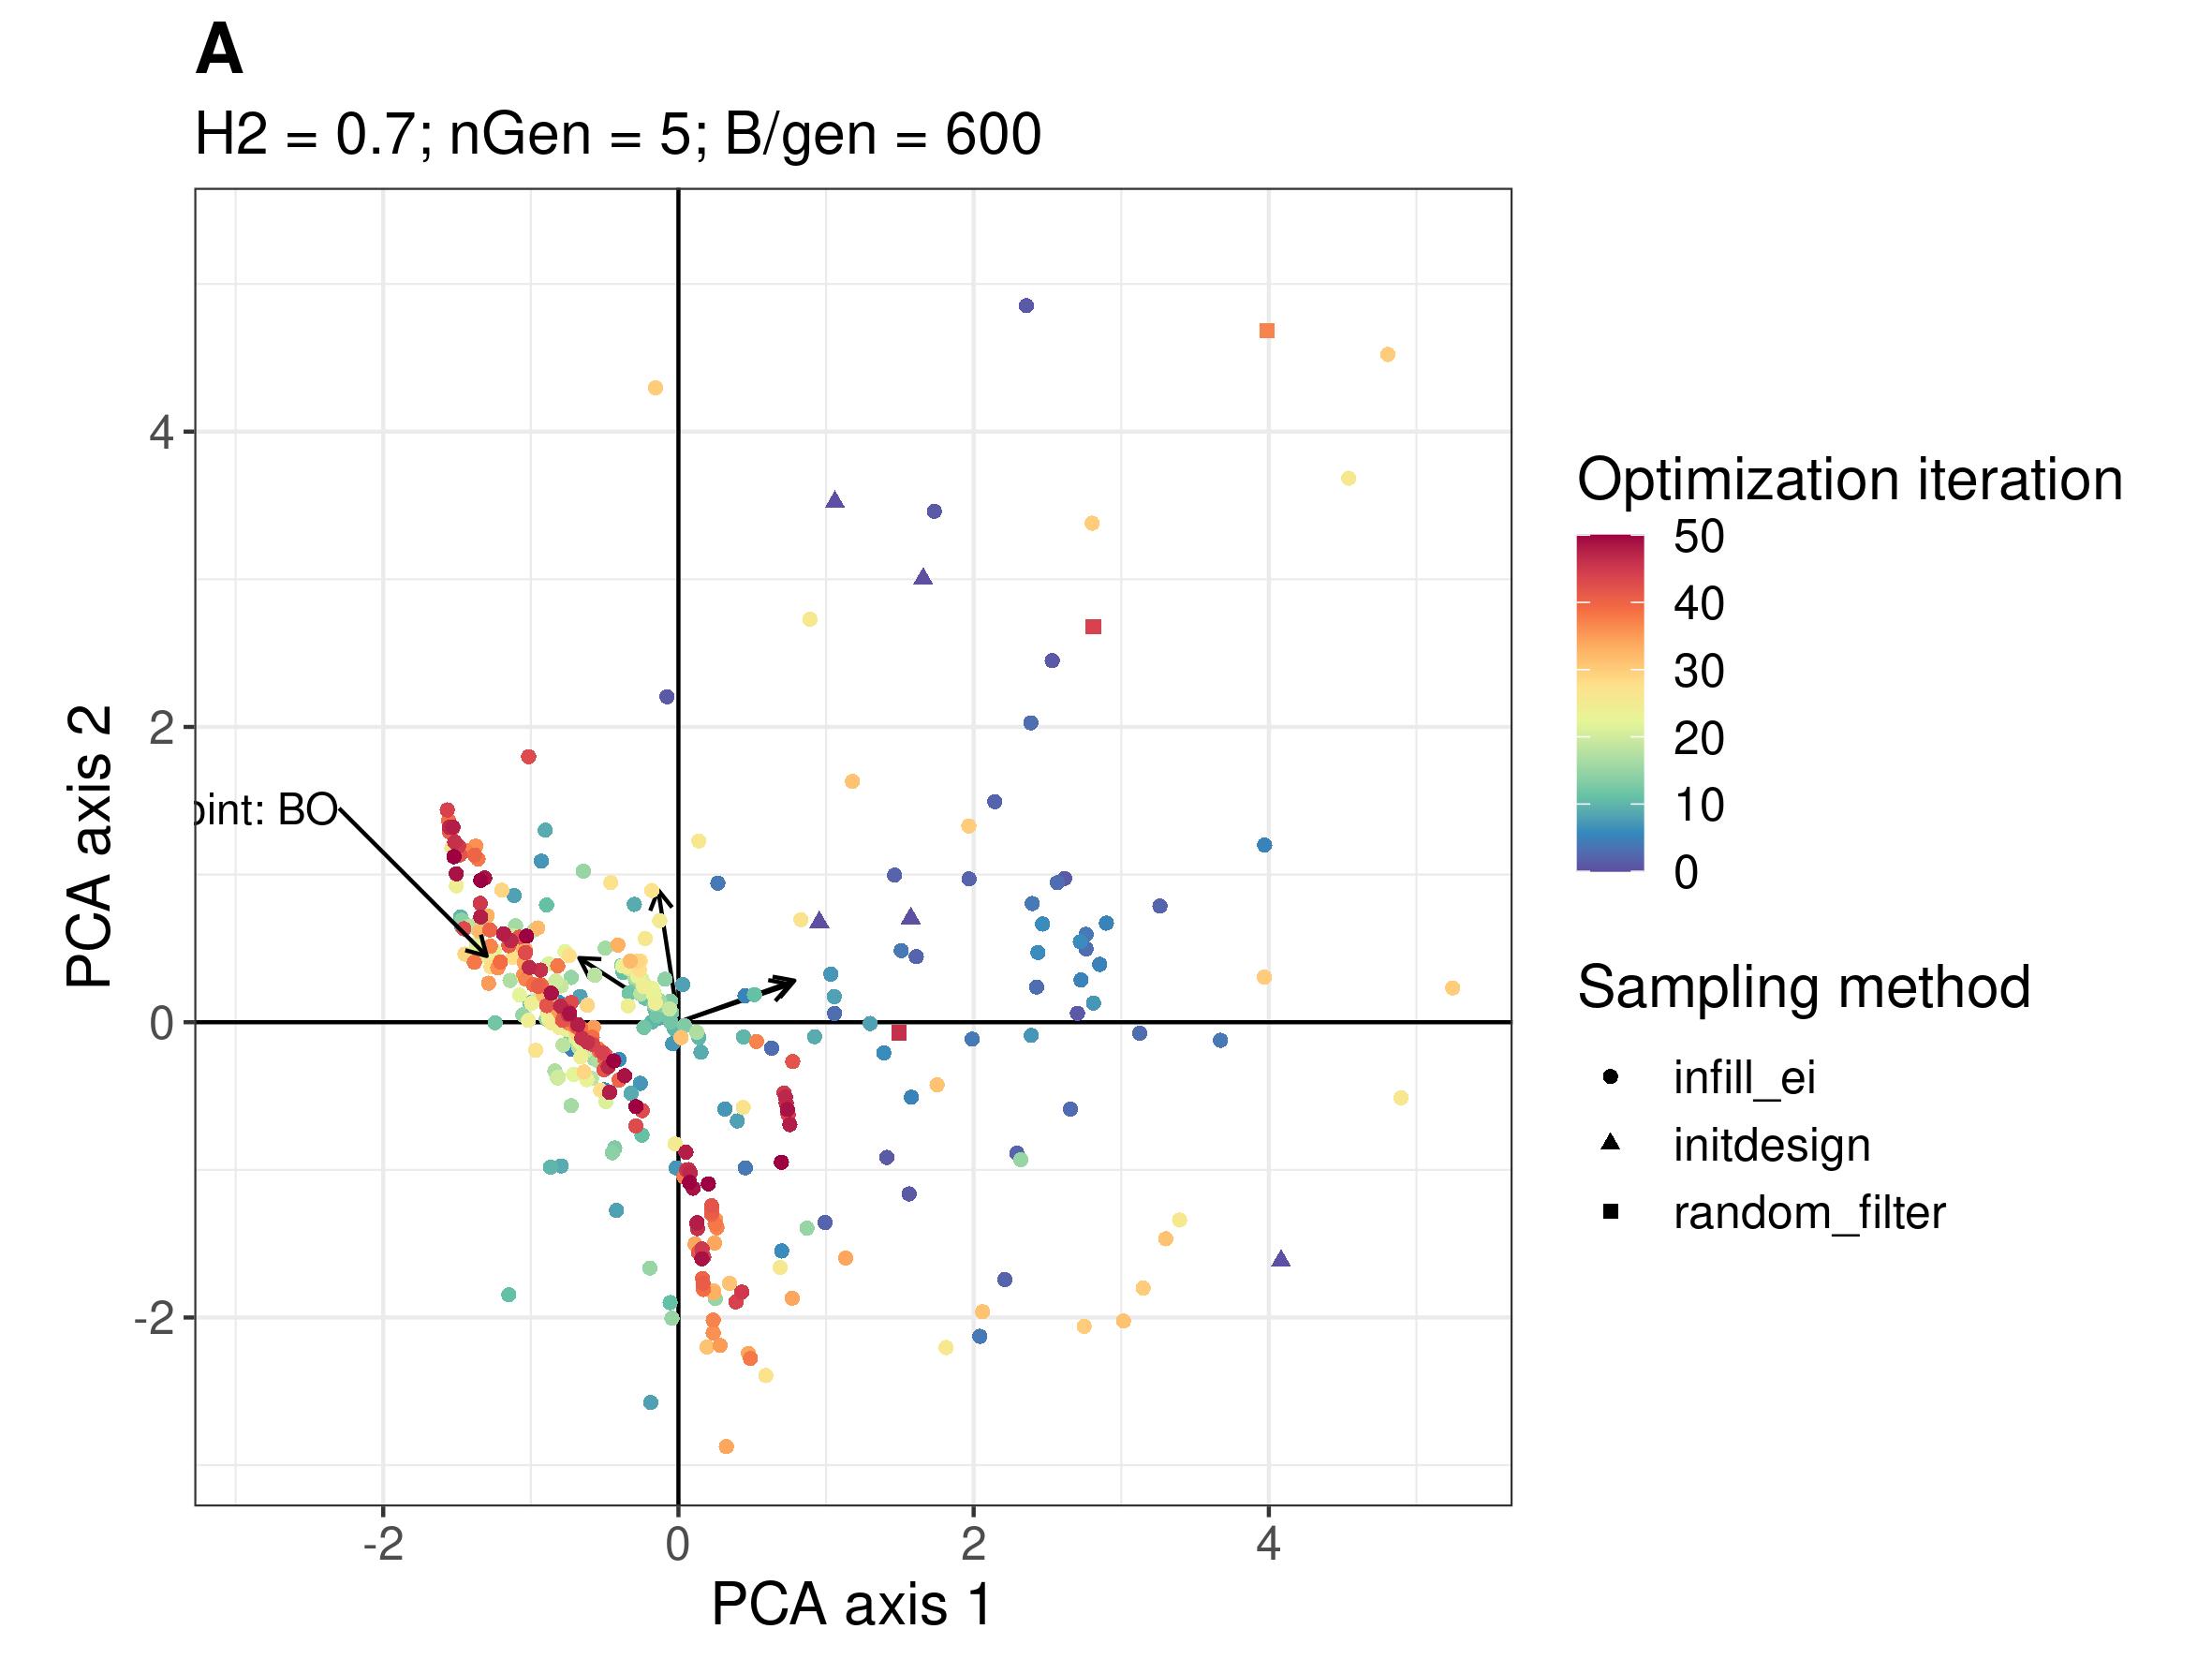 A
H2 = 0.7; nGen = 5; B/gen = 600
PCA axis 2
4
2
0
-2
oint: BO
-2
0
2
4
PCA axis 1
Optimization iteration
50
40
30
20
10
0
Sampling method
infill_ei
initdesign
random_filter